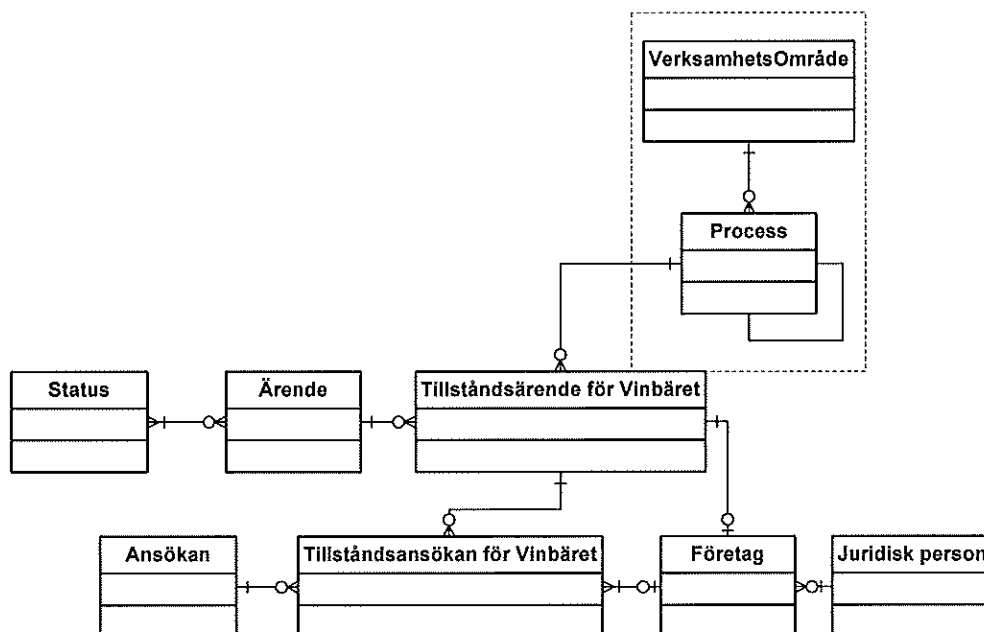 VerksamhetsOmråde
Process
Status
Ärende
Tillståndsärende för Vinbäret
Ansökan
Tillståndsansökan för Vinbäret
Företag
Juridisk person